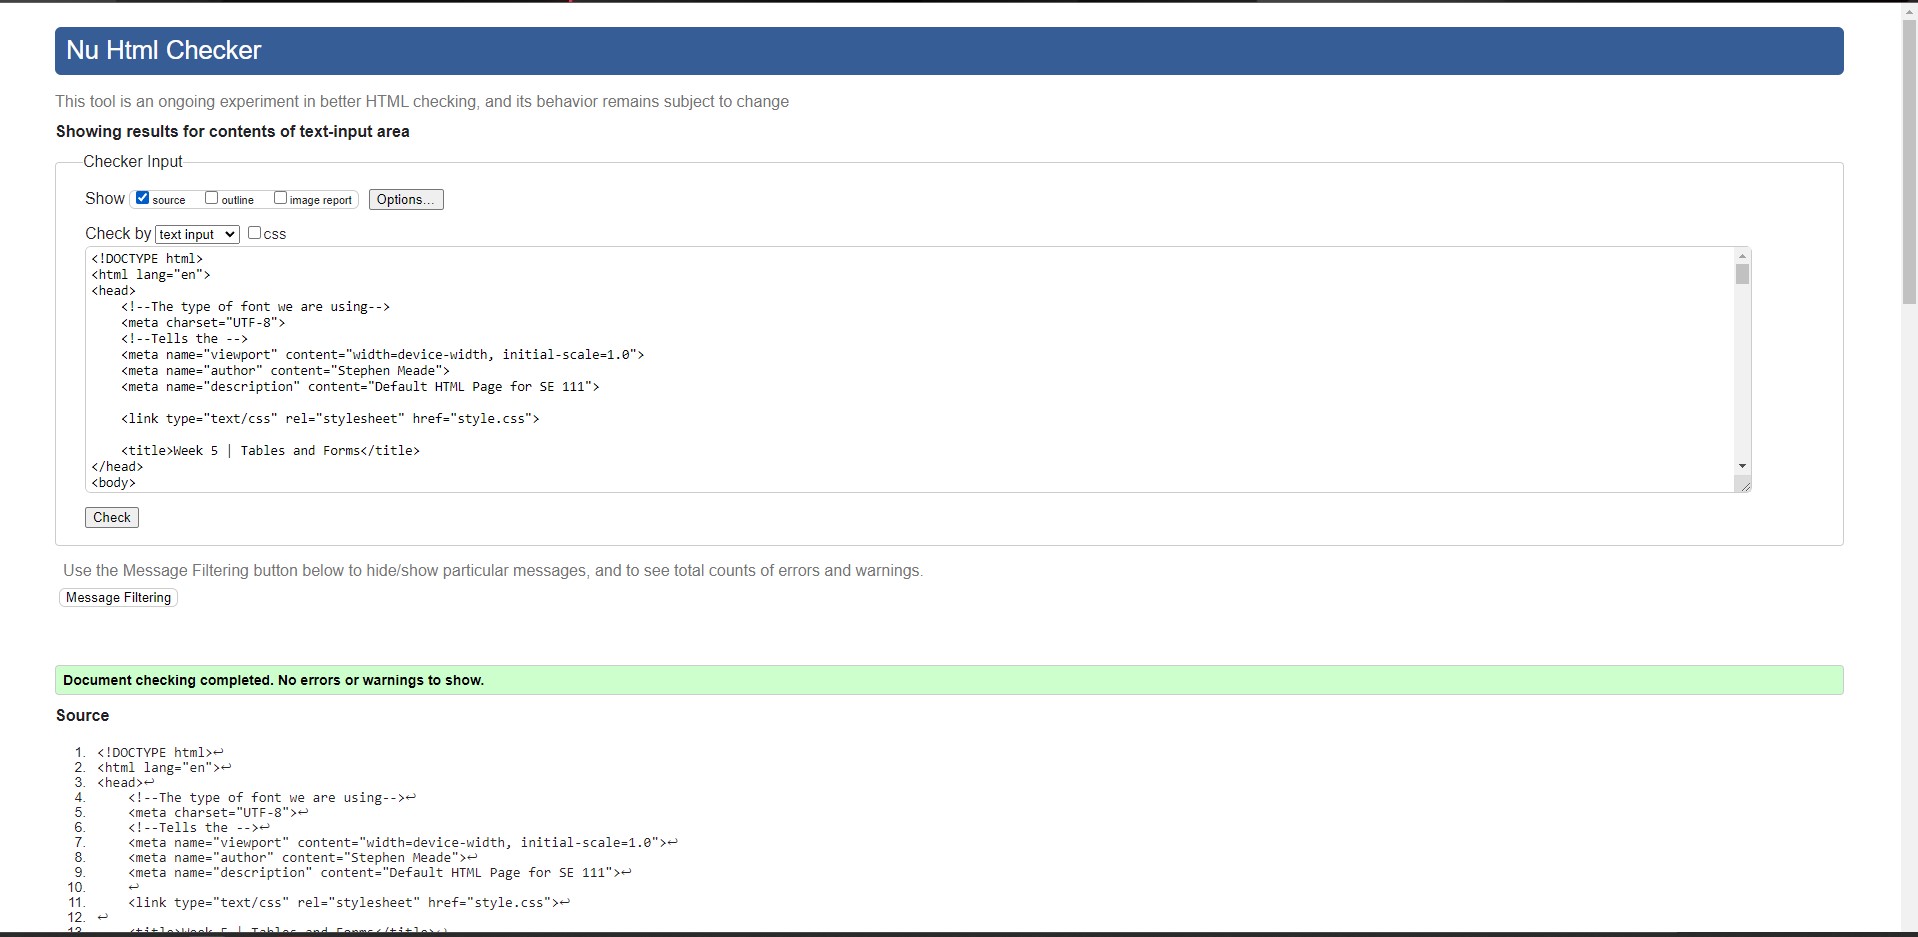 Nu Html Checker
This tool is an ongoing experiment in better HTML checking, and its behavior remains subject to change
Showing results for contents of text-input area
Checker Input
Show source outline image report Options...
Check by text input css
<!DOCTYPE html>
<html lang="en">
<head>
    <!--The type of font we are using-->
    <meta charset="UTF-8">
    <!--Tells the -->
    <meta name="viewport" content="width=device-width, initial-scale=1.0">
    <meta name="author" content="Stephen Meade">
    <meta name="description" content="Default HTML Page for SE 111">
    <link type="text/css" rel="stylesheet" href="style.css">
    <title>Week 5 | Tables and Forms</title>
</head>
<body>
Check
Use the Message Filtering button below to hide/show particular messages, and to see total counts of errors and warnings.
Message Filtering
Document checking completed. No errors or warnings to show.
Source
1. <!DOCTYPE html>↩
2. <html lang="en">↩
3. <head>↩
4.     <!--The type of font we are using-->↩
5.     <meta charset="UTF-8">↩
6.     <!--Tells the -->↩
7.     <meta name="viewport" content="width=device-width, initial-scale=1.0">↩
8.     <meta name="author" content="Stephen Meade">↩
9.     <meta name="description" content="Default HTML Page for SE 111">↩
10.     ↩
11.     <link type="text/css" rel="stylesheet" href="style.css">↩
12. ↩
13.     <title>Week 5 | Tables and Forms</title>↩